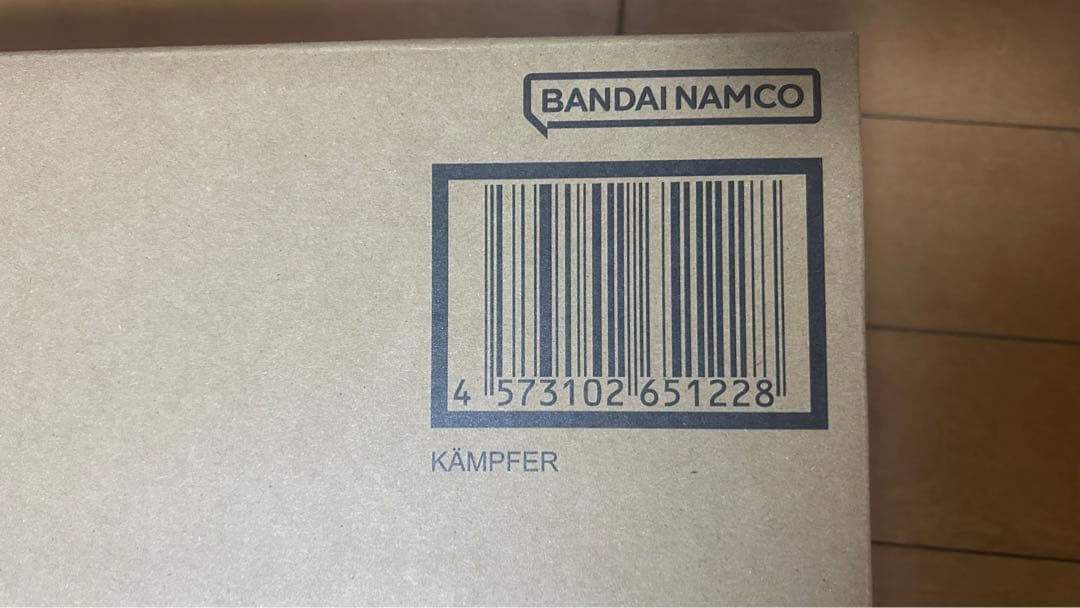 BANDAI NAMCO
4 573102 651228
KÄMPFER